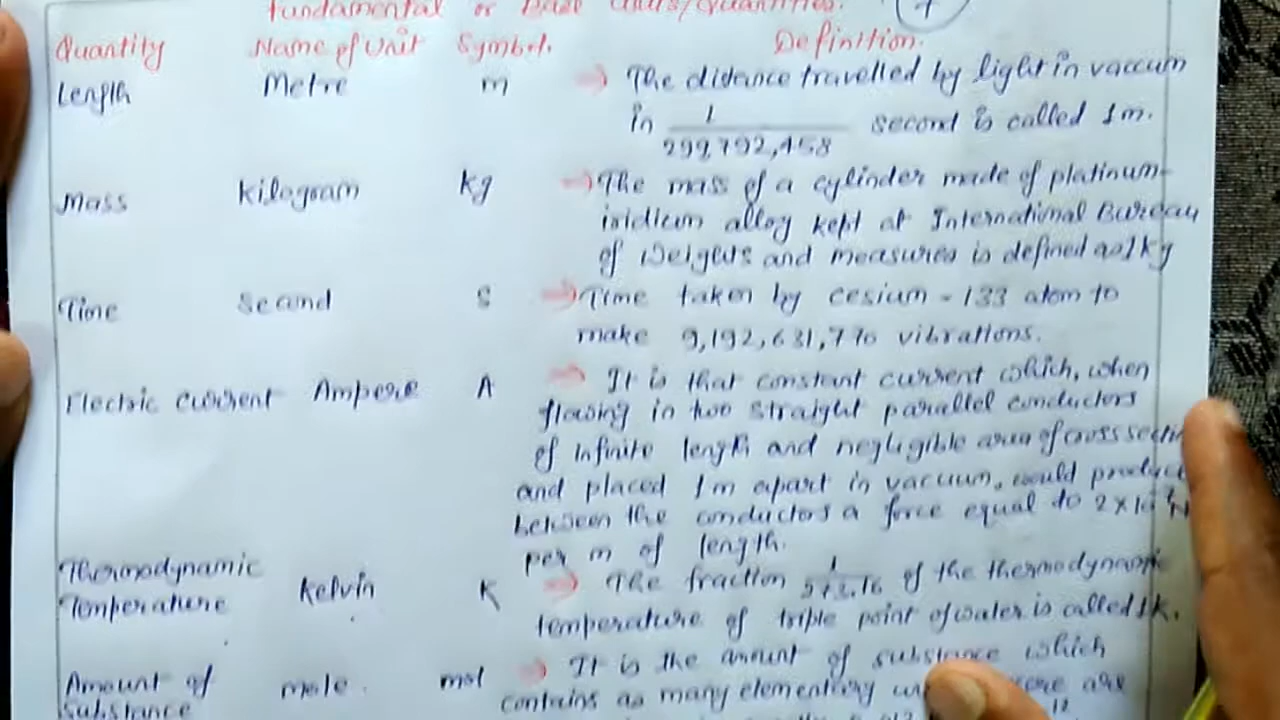 Fundamental or Base Units/Quantities. 7
Quantity Name of Unit Symbol. Definition.
Length Metre m ⇒ The distance travelled by light in vaccum
in 1/299,792,458 second is called 1m.
Mass kilogram kg ⇒ The mass of a cylinder made of platinum-
iridium alloy kept at International Bureau
of Weights and measures is defined as 1kg
Time second s ⇒ Time taken by cesium - 133 atom to
make 9,192,631,770 vibrations.
Electric current Ampere A ⇒ It is that constant current which, when
flowing in two straight parallel conductors
of infinite length and negligible area of cross section
and placed 1m apart in vacuum, would produce
between the conductors a force equal to 2×10 N
per m of length.
Thermodynamic
Temperature kelvin K ⇒ The fraction 1/273.16 of the thermodynamic
temperature of triple point of water is called 1k.
Amount of
substance mole. mol ⇒ It is the amount of substance which
contains as many elementary are
12